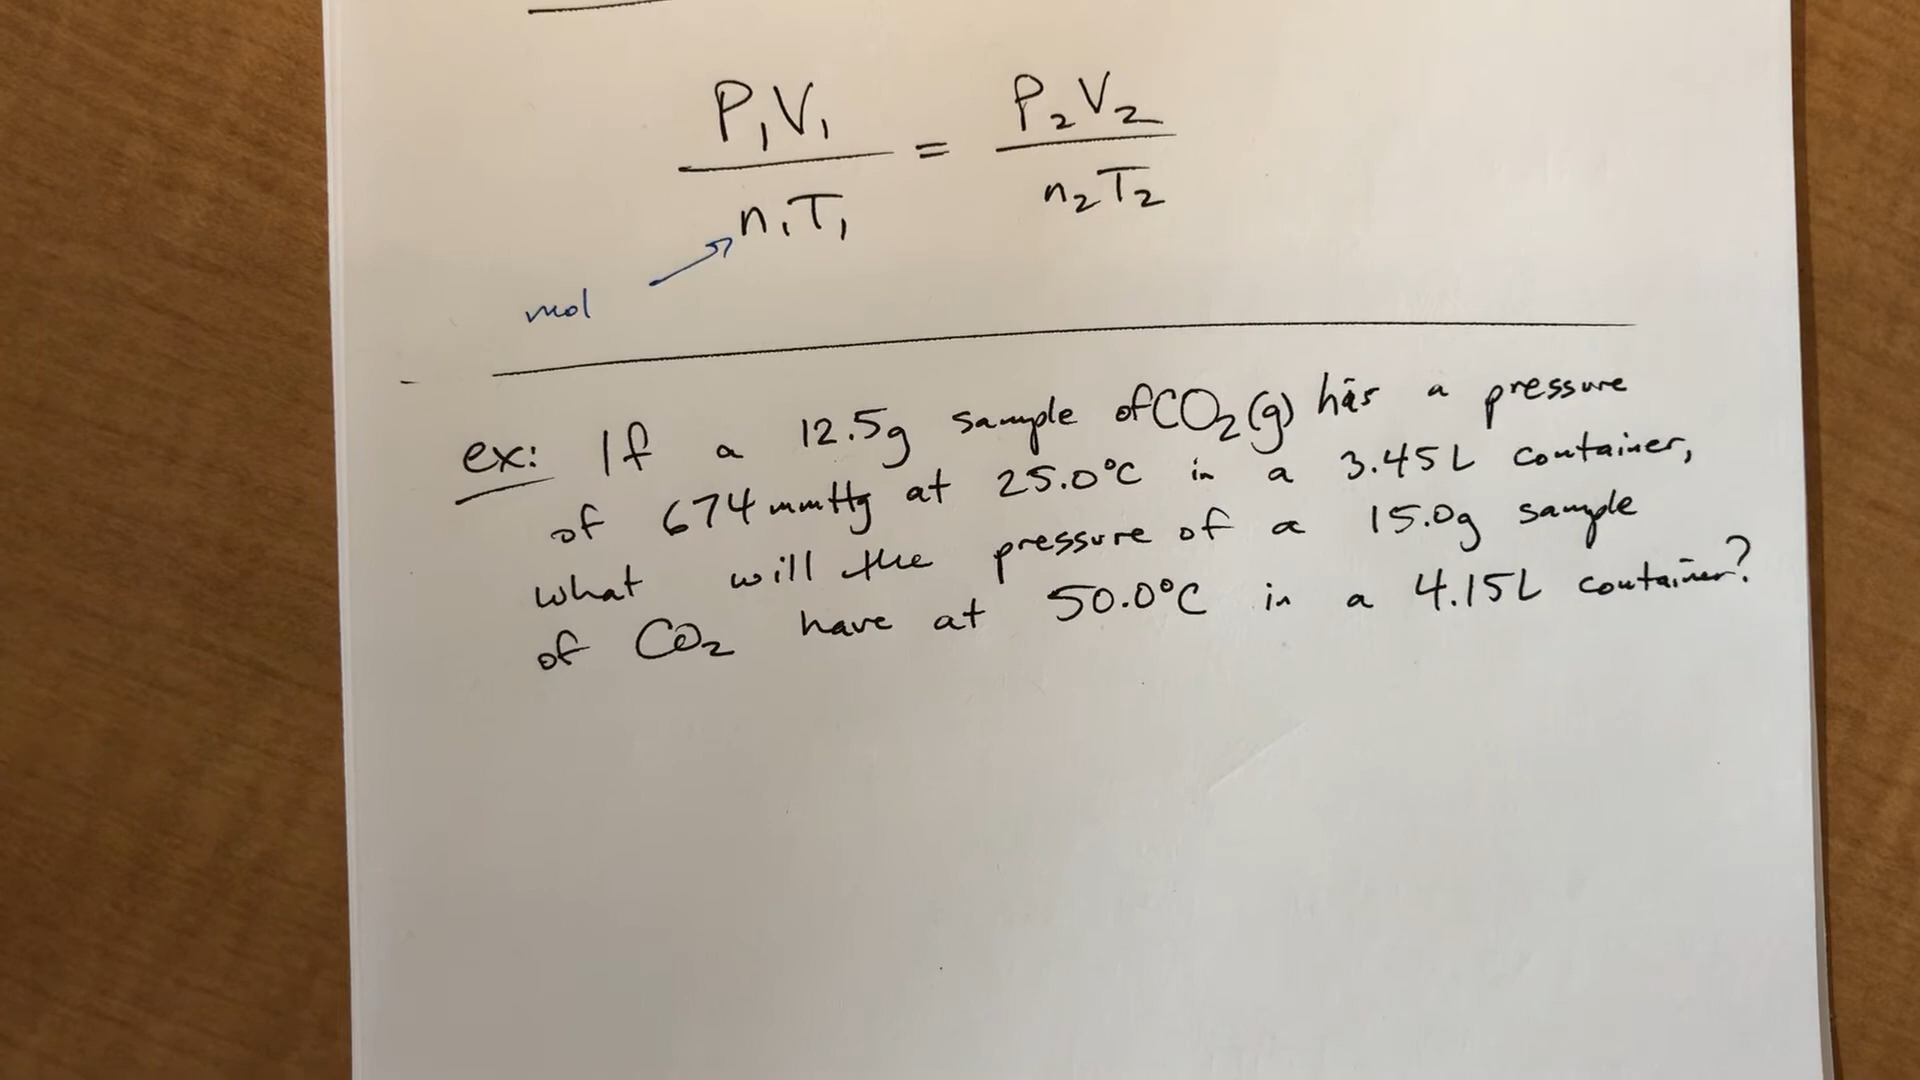 P₁V₁ / n₁T₁ = P₂V₂ / n₂T₂
mol
ex: If a 12.5g sample of CO₂(g) has a pressure
of 674 mmHg at 25.0°C in a 3.45L container,
what will the pressure of a 15.0g sample
of CO₂ have at 50.0°C in a 4.15L container?